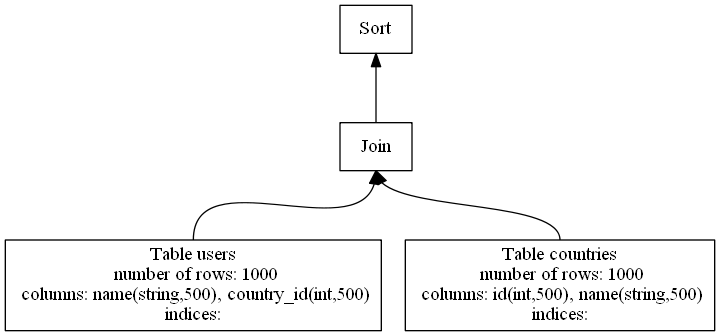 Sort
Join
Table users
number of rows: 1000
columns: name(string,500), country_id(int,500)
indices:
Table countries
number of rows: 1000
columns: id(int,500), name(string,500)
indices: